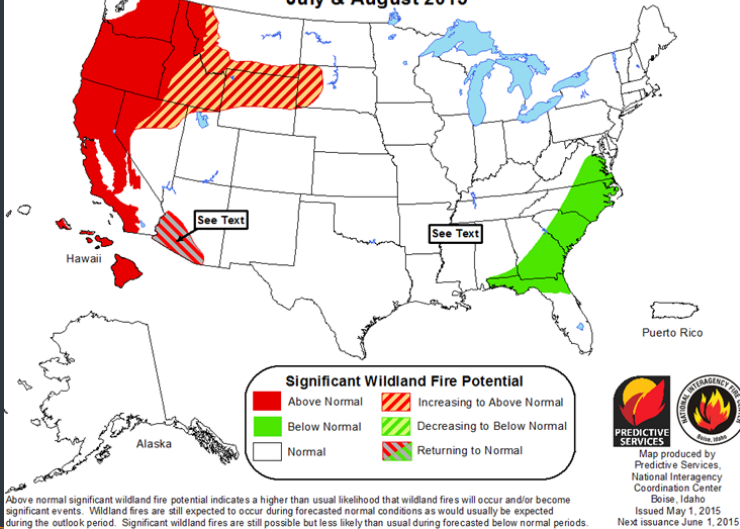 July & August 2015
See Text
See Text
Hawaii
Puerto Rico
Alaska
Significant Wildland Fire Potential
Above Normal
Increasing to Above Normal
Below Normal
Decreasing to Below Normal
Normal
Returning to Normal
PREDICTIVE
SERVICES
NATIONAL INTERAGENCY FIRE
Boise, Idaho
Map produced by
Predictive Services,
National Interagency
Coordination Center
Boise, Idaho
Issued May 1, 2015
Next issuance June 1, 2015
Above normal significant wildland fire potential indicates a higher than usual likelihood that wildland fires will occur and/or become
significant events.  Wildland fires are still expected to occur during forecasted normal conditions as would usually be expected
during the outlook period.  Significant wildland fires are still possible but less likely than usual during forecasted below normal periods.